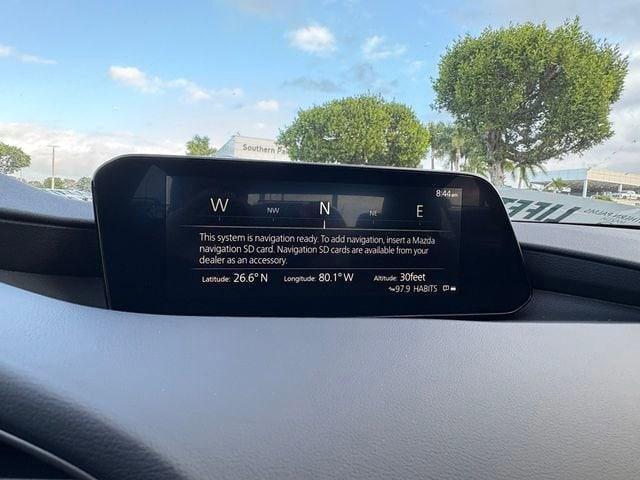 Southern P
8:44am
W NW N NE E
This system is navigation ready. To add navigation, insert a Mazda
navigation SD card. Navigation SD cards are available from your
dealer as an accessory.
Latitude: 26.6°N Longitude: 80.1°W Altitude: 30feet
97.9 HABITS